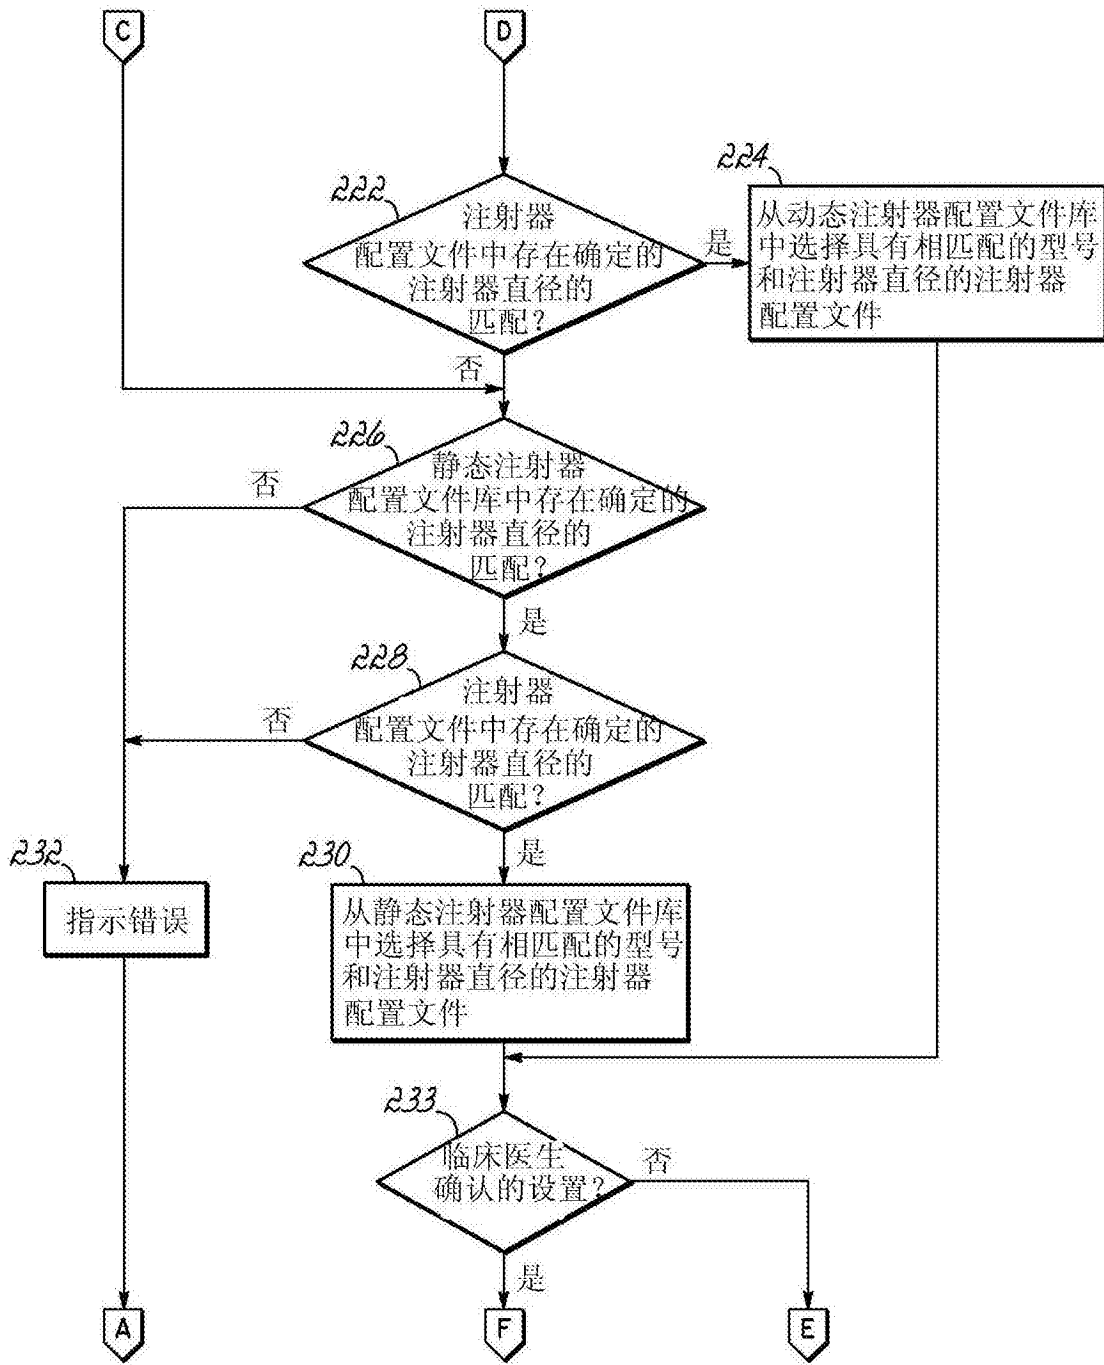 C
D
222
注射器
配置文件中存在确定的
注射器直径的
匹配?
是
否
224
从动态注射器配置文件库
中选择具有相匹配的型号
和注射器直径的注射器
配置文件
226
静态注射器
配置文件库中存在确定的
注射器直径的
匹配?
否
是
228
注射器
配置文件中存在确定的
注射器直径的
匹配?
否
是
232
指示错误
230
从静态注射器配置文件库
中选择具有相匹配的型号
和注射器直径的注射器
配置文件
233
临床医生
确认的设置?
否
是
A
F
E